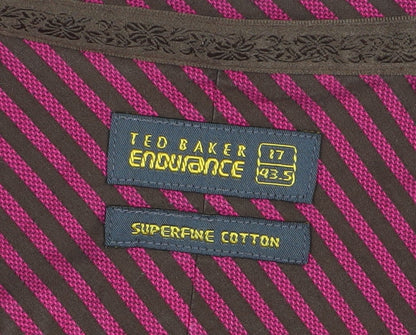 TED BAKER
ENDURANCE
17
43.5
SUPERFINE COTTON